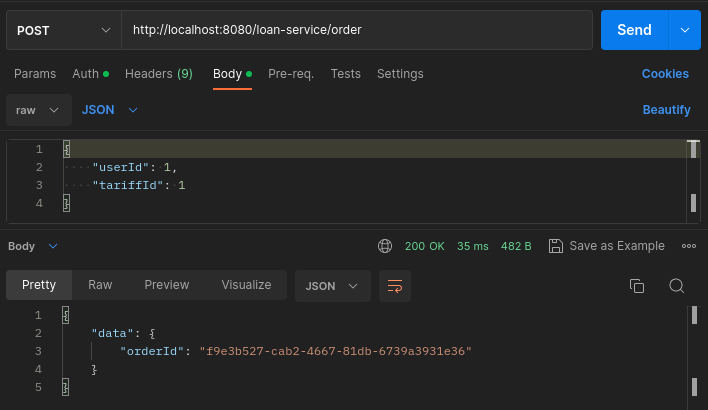 POST http://localhost:8080/loan-service/order Send
Params Auth Headers (9) Body Pre-req. Tests Settings Cookies
raw JSON Beautify
1 {
2 "userId": 1,
3 "tariffId": 1
4 }
Body 200 OK 35 ms 482 B Save as Example
Pretty Raw Preview Visualize JSON
1 {
2 "data": {
3 "orderId": "f9e3b527-cab2-4667-81db-6739a3931e36"
4 }
5 }